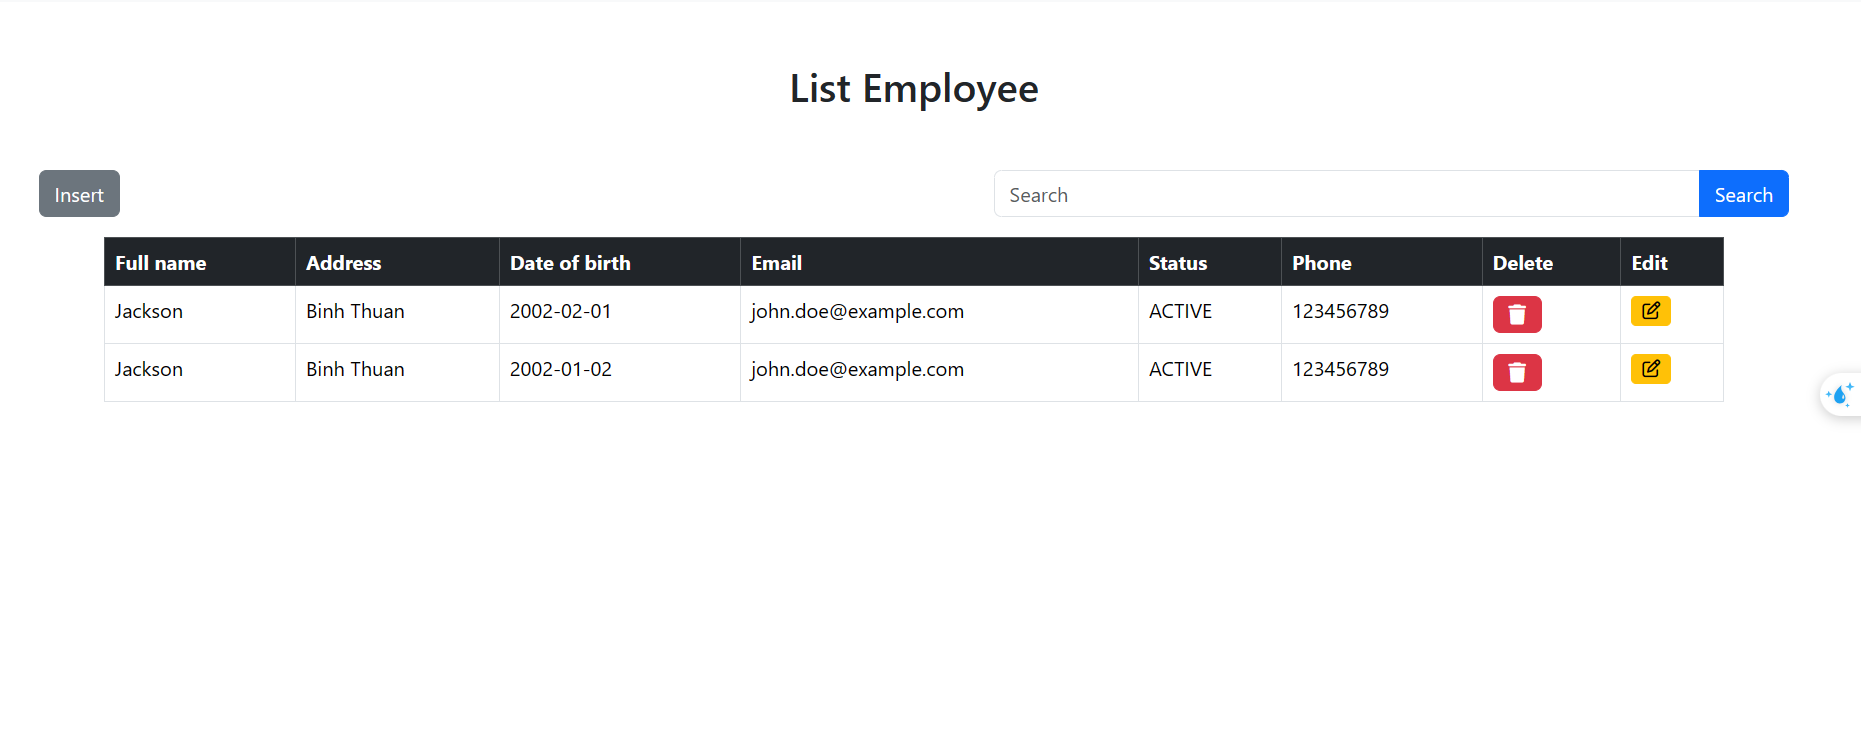 List Employee
Insert
Search Search
Full name Address Date of birth Email Status Phone Delete Edit
Jackson Binh Thuan 2002-02-01 john.doe@example.com ACTIVE 123456789
Jackson Binh Thuan 2002-01-02 john.doe@example.com ACTIVE 123456789